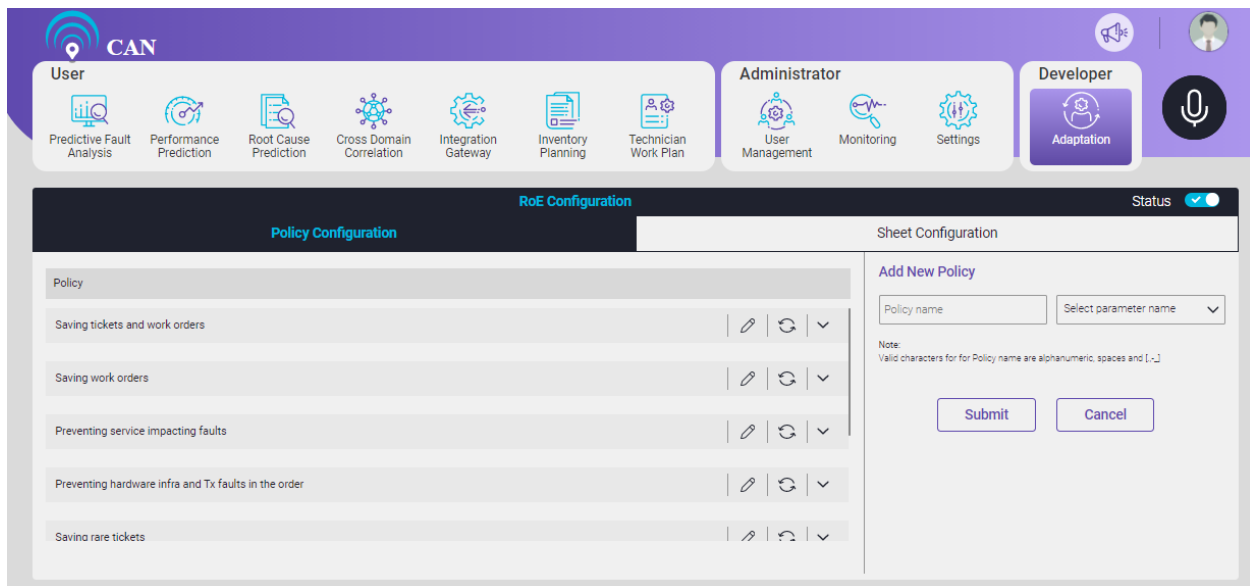 CAN
User
Administrator
Developer
Predictive Fault
Analysis
Performance
Prediction
Root Cause
Prediction
Cross Domain
Correlation
Integration
Gateway
Inventory
Planning
Technician
Work Plan
User
Management
Monitoring
Settings
Adaptation
RoE Configuration
Status
Policy Configuration
Sheet Configuration
Policy
Saving tickets and work orders
Saving work orders
Preventing service impacting faults
Preventing hardware infra and Tx faults in the order
Saving rare tickets
Add New Policy
Policy name
Select parameter name
Note:
Valid characters for for Policy name are alphanumeric, spaces and [.-_]
Submit
Cancel